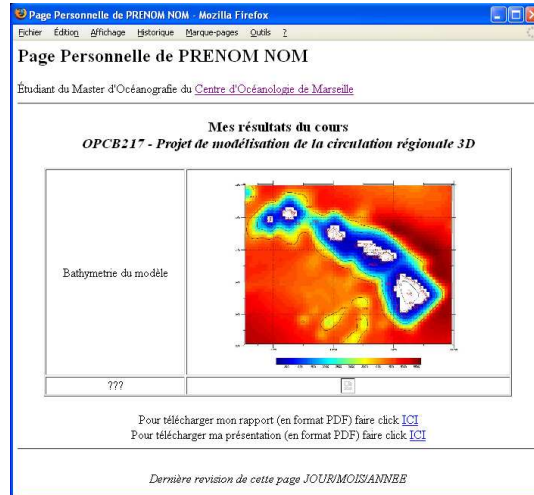 Page Personnelle de PRENOM NOM - Mozilla Firefox
Fichier Édition Affichage Historique Marque-pages Outils ?
Page Personnelle de PRENOM NOM
Étudiant du Master d'Océanografie du Centre d'Océanologie de Marseille
Mes résultats du cours
OPCB217 - Projet de modélisation de la circulation régionale 3D
Bathymetrie du modèle
???
Pour télécharger mon rapport (en format PDF) faire click ICI
Pour télécharger ma présentation (en format PDF) faire click ICI
Dernière revision de cette page JOUR/MOIS/ANNEE